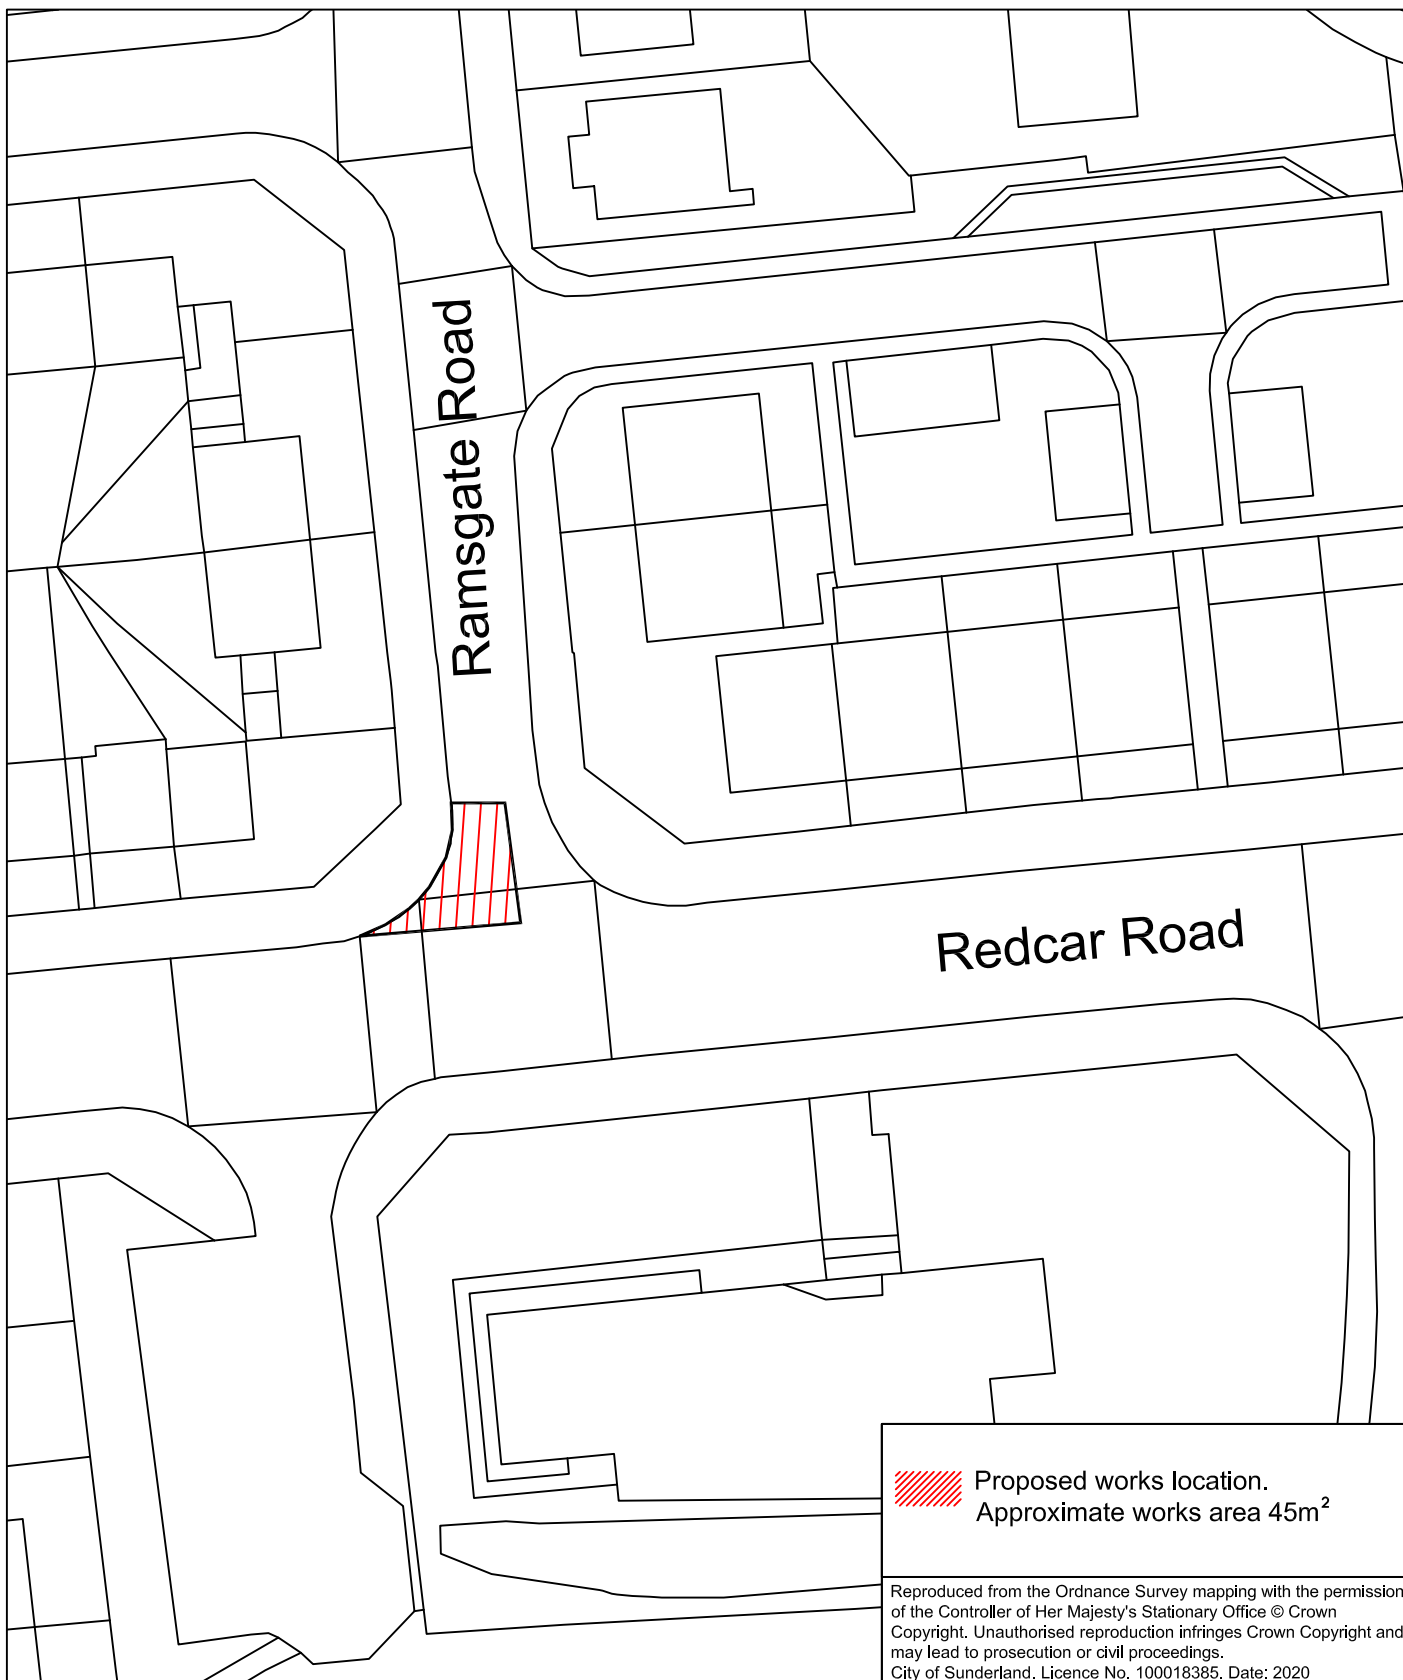 Ramsgate Road
Redcar Road
Proposed works location.
Approximate works area 45m²
Reproduced from the Ordnance Survey mapping with the permission
of the Controller of Her Majesty's Stationary Office © Crown
Copyright. Unauthorised reproduction infringes Crown Copyright and
may lead to prosecution or civil proceedings.
City of Sunderland. Licence No. 100018385. Date: 2020